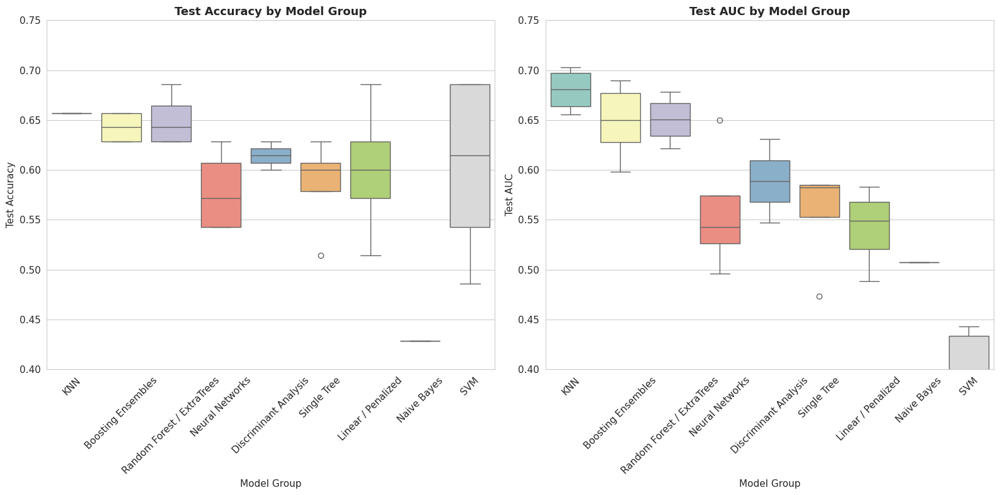 Test Accuracy by Model Group
0.75
0.70
0.65
0.60
0.55
0.50
0.45
0.40
Test Accuracy
KNN
Boosting Ensembles
Random Forest / ExtraTrees
Neural Networks
Discriminant Analysis
Single Tree
Linear / Penalized
Naive Bayes
SVM
Model Group
Test AUC by Model Group
0.75
0.70
0.65
0.60
0.55
0.50
0.45
0.40
Test AUC
KNN
Boosting Ensembles
Random Forest / ExtraTrees
Neural Networks
Discriminant Analysis
Single Tree
Linear / Penalized
Naive Bayes
SVM
Model Group